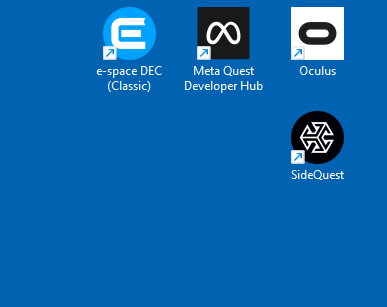 e-space DEC
(Classic)
Meta Quest
Developer Hub
Oculus
SideQuest